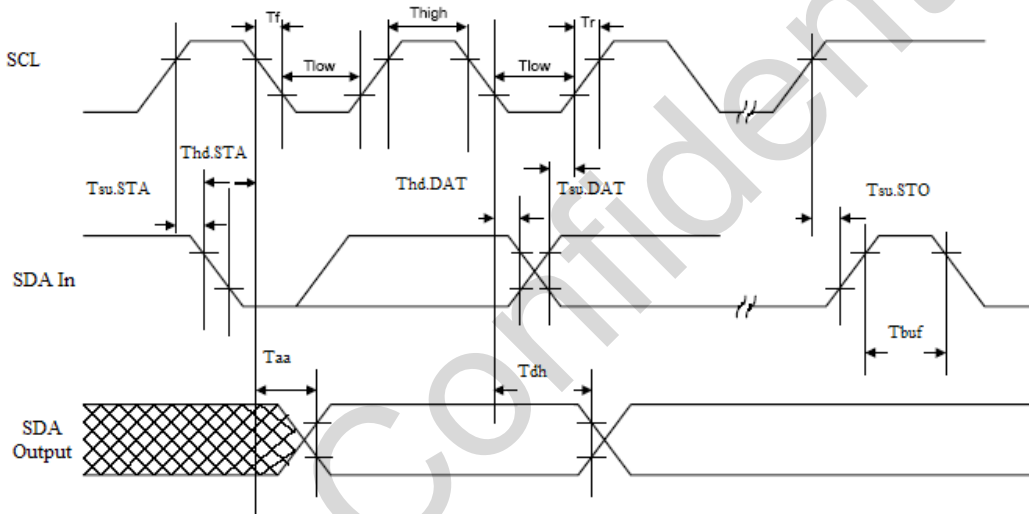 Tf
Thigh
Tr
SCL
Tlow
Tlow
Thd.STA
Tsu.STA
Thd.DAT
Tsu.DAT
Tsu.STO
SDA In
Tbuf
Taa
Tdh
SDA
Output
Confident